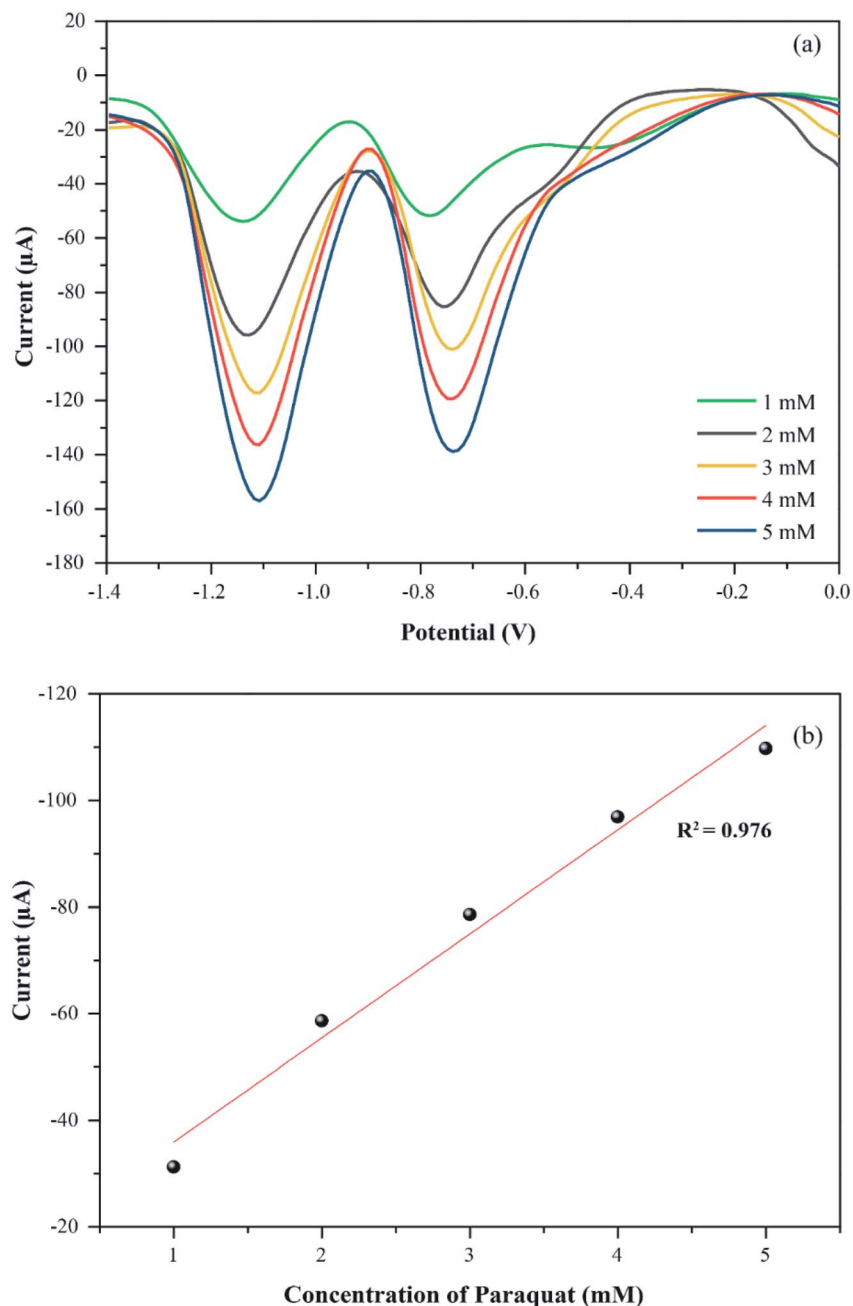 (a)
20
0
-20
-40
-60
-80
-100
-120
-140
-160
-180
Current (µA)
1 mM
2 mM
3 mM
4 mM
5 mM
-1.4 -1.2 -1.0 -0.8 -0.6 -0.4 -0.2 0.0
Potential (V)
(b)
-120
-100
-80
-60
-40
-20
Current (µA)
R² = 0.976
1 2 3 4 5
Concentration of Paraquat (mM)